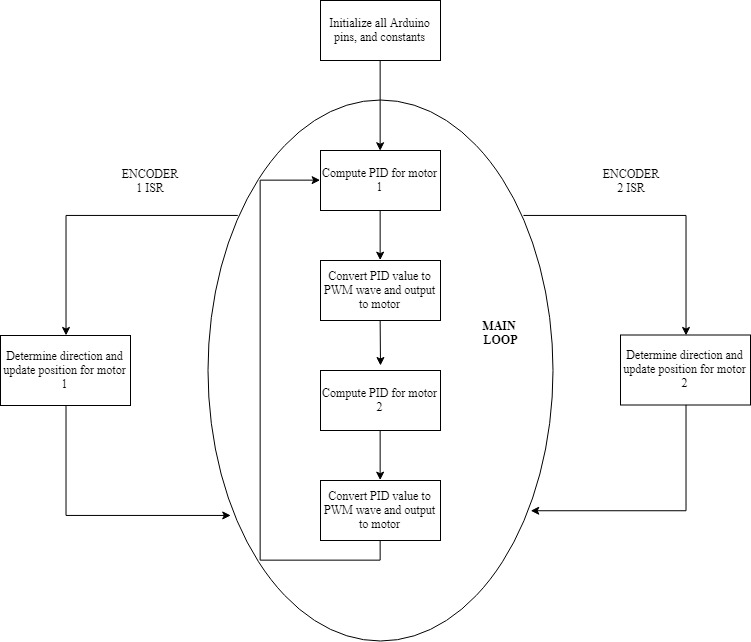 Initialize all Arduino
pins, and constants
ENCODER
1 ISR
Compute PID for motor
1
ENCODER
2 ISR
Convert PID value to
PWM wave and output
to motor
MAIN
LOOP
Determine direction and
update position for motor
1
Compute PID for motor
2
Determine direction and
update position for motor
2
Convert PID value to
PWM wave and output
to motor